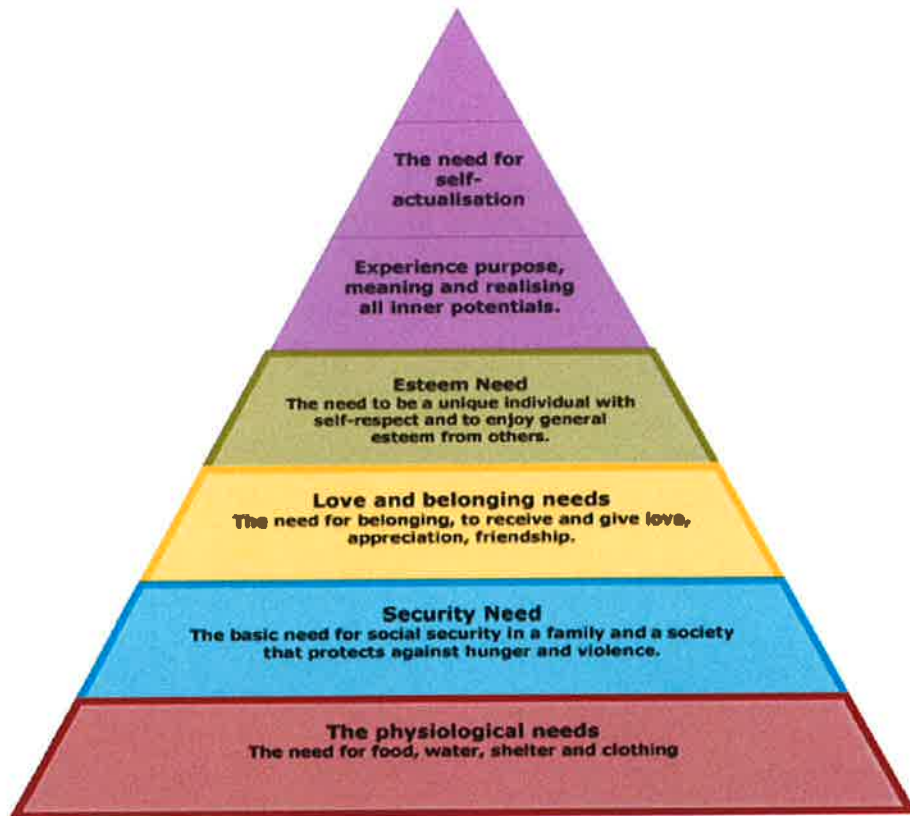 The need for
self-
actualisation
Experience purpose,
meaning and realising
all inner potentials.
Esteem Need
The need to be a unique individual with
self-respect and to enjoy general
esteem from others.
Love and belonging needs
The need for belonging, to receive and give love,
appreciation, friendship.
Security Need
The basic need for social security in a family and a society
that protects against hunger and violence.
The physiological needs
The need for food, water, shelter and clothing